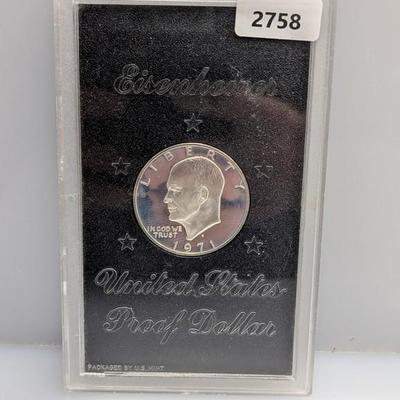 2758
Eisenhower
LIBERTY
IN GOD WE
TRUST
1971
United States
Proof Dollar
PACKAGED BY U.S. MINT